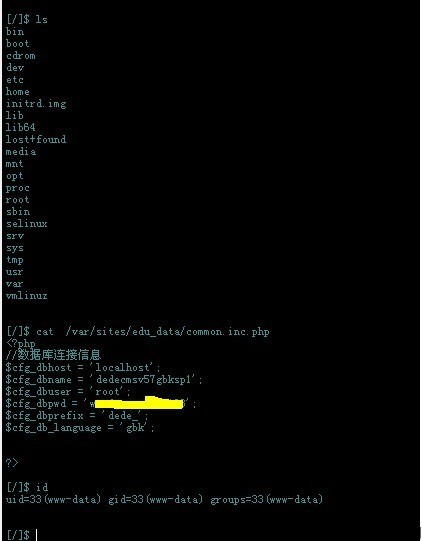 [/]$ ls
bin
boot
cdrom
dev
etc
home
initrd.img
lib
lib64
lost+found
media
mnt
opt
proc
root
sbin
selinux
srv
sys
tmp
usr
var
vmlinuz
[/]$ cat  /var/sites/edu_data/common.inc.php
<?php
//数据库连接信息
$cfg_dbhost = 'localhost';
$cfg_dbname = 'dedecmsv57gbksp1';
$cfg_dbuser = 'root';
$cfg_dbpwd = '
$cfg_dbprefix = 'dede_';
$cfg_db_language = 'gbk';
?>
[/]$ id
uid=33(www-data) gid=33(www-data) groups=33(www-data)
[/]$